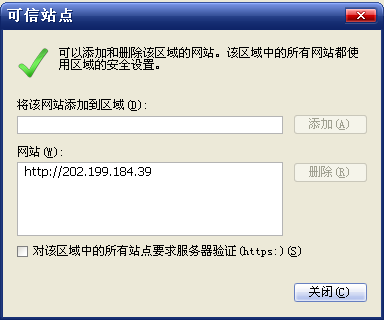 可信站点
可以添加和删除该区域的网站。该区域中的所有网站都使
用区域的安全设置。
将该网站添加到区域(D):
添加(A)
网站(W):
http://202.199.184.39
删除(R)
对该区域中的所有站点要求服务器验证(https:)(S)
关闭(C)